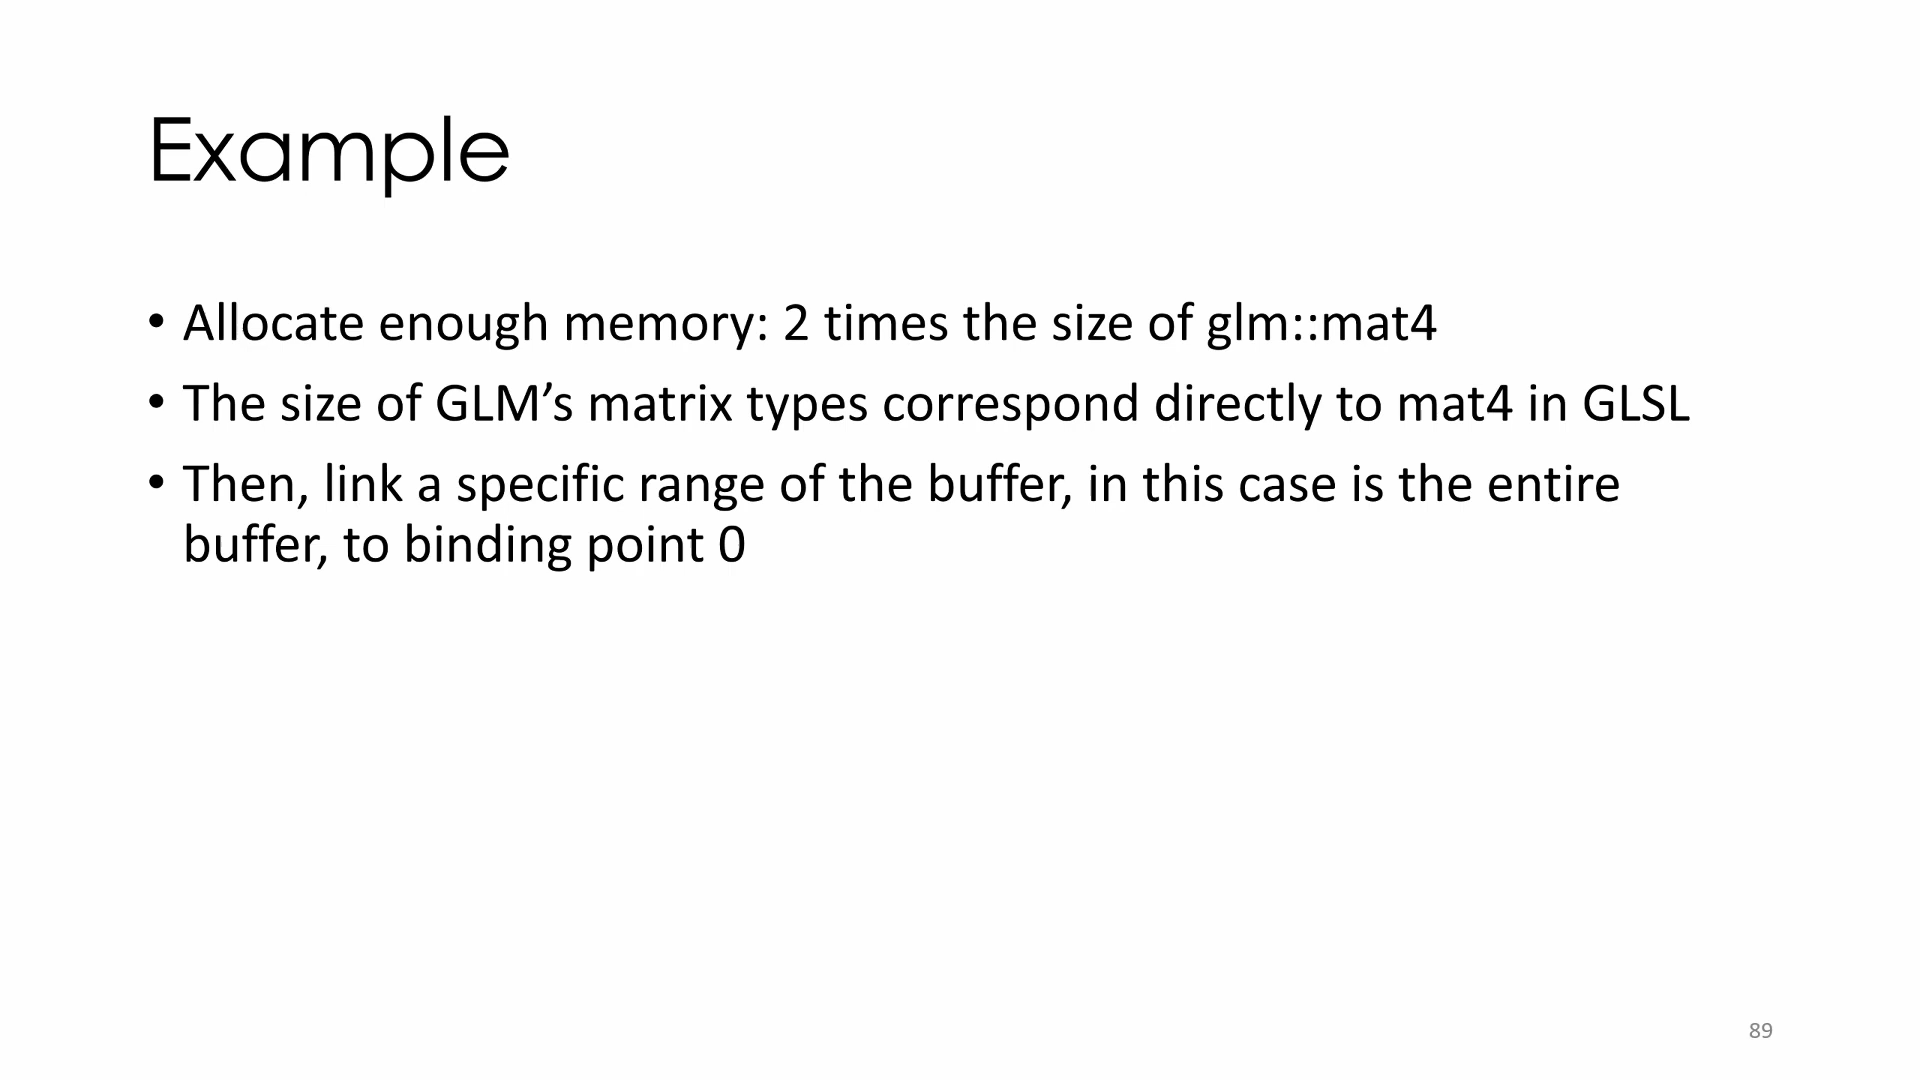 Example
• Allocate enough memory: 2 times the size of glm::mat4
• The size of GLM’s matrix types correspond directly to mat4 in GLSL
• Then, link a specific range of the buffer, in this case is the entire
buffer, to binding point 0
89